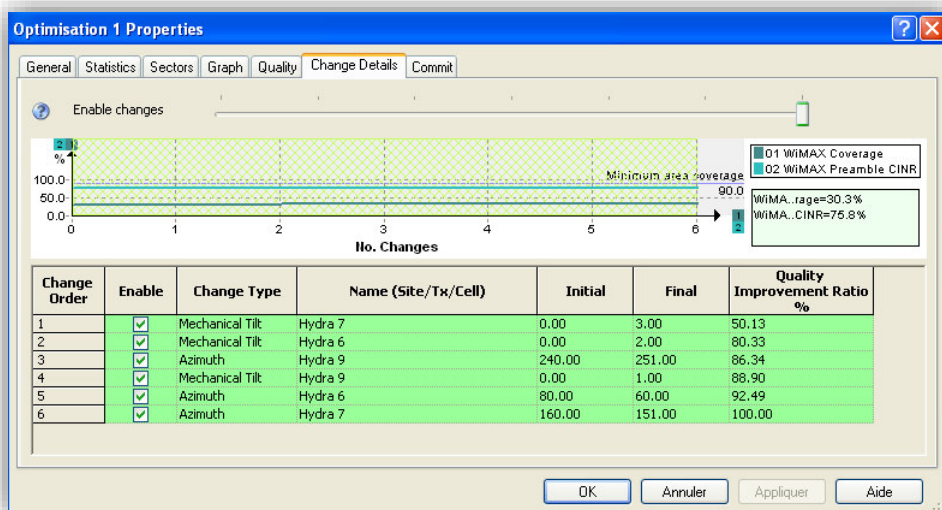 Optimisation 1 Properties
General Statistics Sectors Graph Quality Change Details Commit
Enable changes
2
%
100.0
50.0
0.0
0 1 2 3 4 5 6
No. Changes
Minimum area coverage
90.0
1
2
01 WiMAX Coverage
02 WiMAX Preamble CINR
WiMA..rage=30.3%
WiMA..CINR=75.8%
Change Order Enable Change Type Name (Site/Tx/Cell) Initial Final Quality Improvement Ratio %
1 Mechanical Tilt Hydra 7 0.00 3.00 50.13
2 Mechanical Tilt Hydra 6 0.00 2.00 80.33
3 Azimuth Hydra 9 240.00 251.00 86.34
4 Mechanical Tilt Hydra 9 0.00 1.00 88.90
5 Azimuth Hydra 6 80.00 60.00 92.49
6 Azimuth Hydra 7 160.00 151.00 100.00
OK Annuler Appliquer Aide